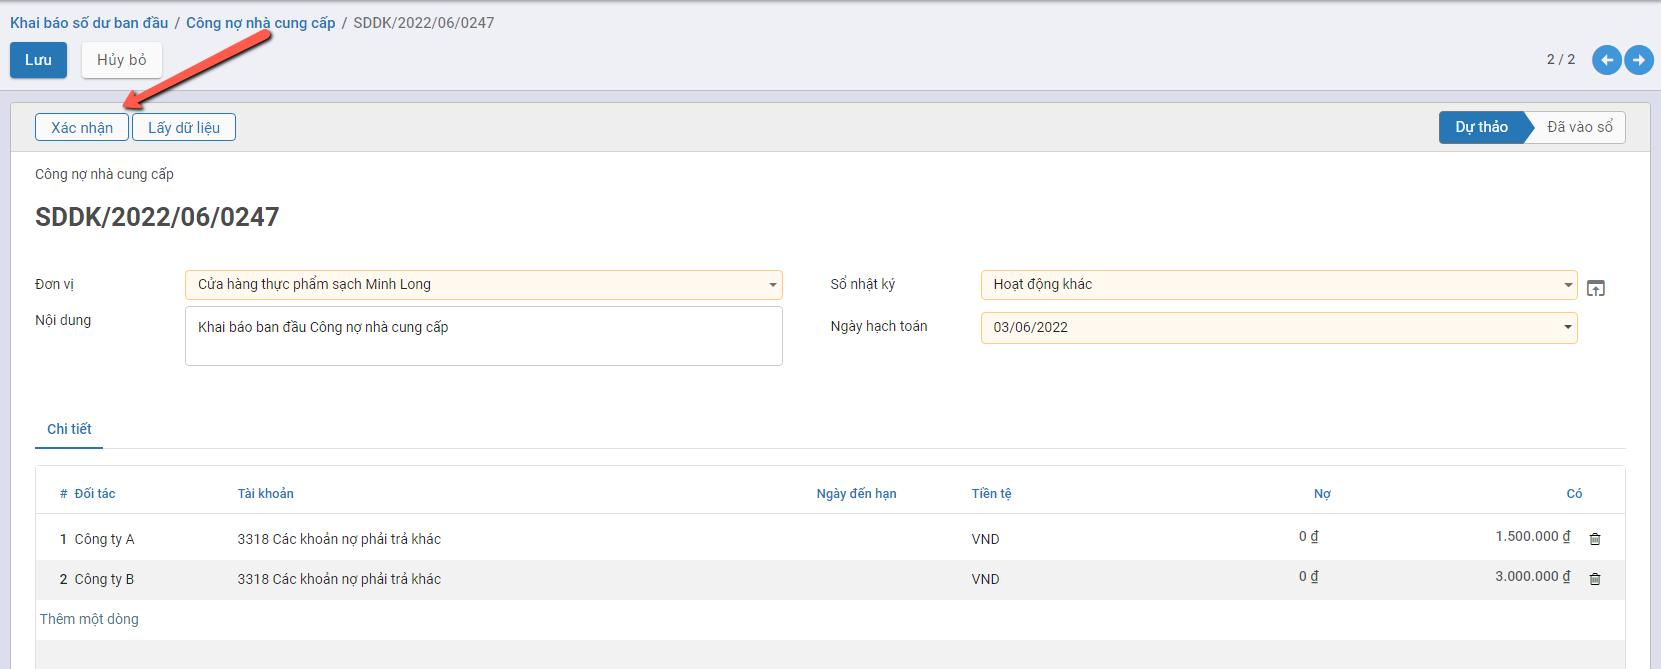 Khai báo số dư ban đầu / Công nợ nhà cung cấp / SDDK/2022/06/0247
Lưu Hủy bỏ 2 / 2
Xác nhận Lấy dữ liệu Dự thảo Đã vào sổ
Công nợ nhà cung cấp
SDDK/2022/06/0247
Đơn vị Cửa hàng thực phẩm sạch Minh Long Sổ nhật ký Hoạt động khác
Nội dung Khai báo ban đầu Công nợ nhà cung cấp Ngày hạch toán 03/06/2022
Chi tiết
# Đối tác Tài khoản Ngày đến hạn Tiền tệ Nợ Có
1 Công ty A 3318 Các khoản nợ phải trả khác VND 0 ₫ 1.500.000 ₫
2 Công ty B 3318 Các khoản nợ phải trả khác VND 0 ₫ 3.000.000 ₫
Thêm một dòng